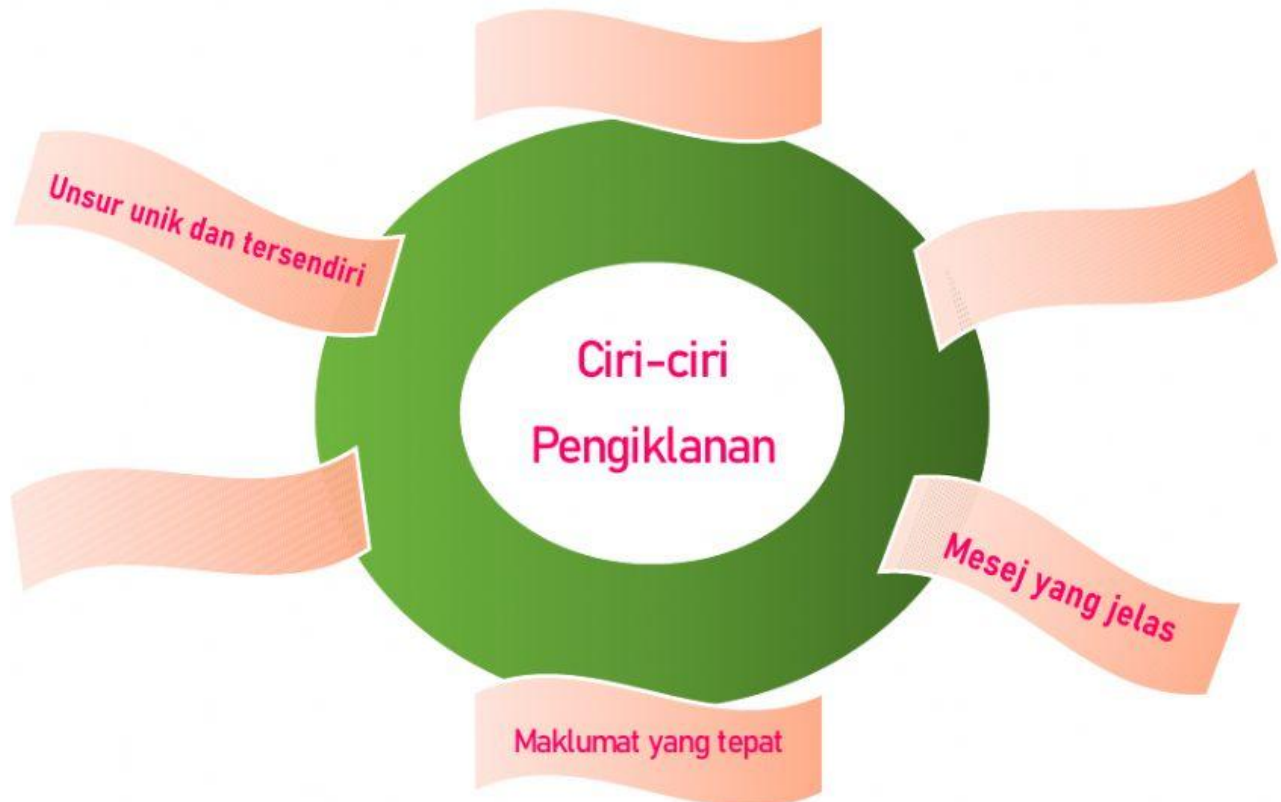 Unsur unik dan tersendiri
Ciri-ciri
Pengiklanan
Mesej yang jelas
Maklumat yang tepat